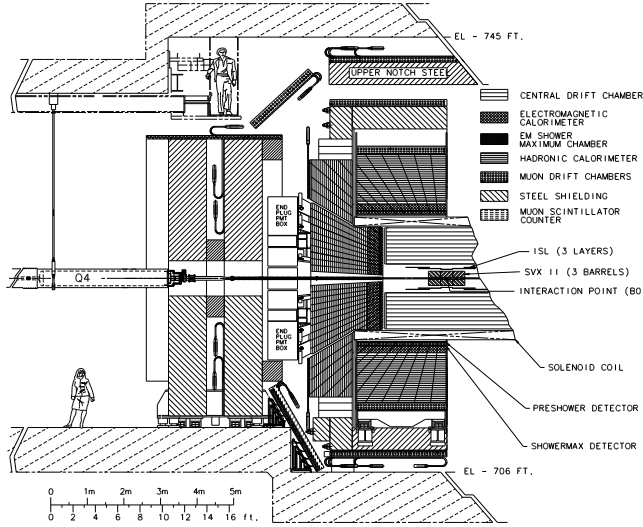 EL - 745 FT.
UPPER NOTCH STEEL
CENTRAL DRIFT CHAMBER
ELECTROMAGNETIC
CALORIMETER
EM SHOWER
MAXIMUM CHAMBER
HADRONIC CALORIMETER
MUON DRIFT CHAMBERS
STEEL SHIELDING
MUON SCINTILLATOR
COUNTER
END
PLUG
PMT
BOX
ISL (3 LAYERS)
Q4
SVX II (3 BARRELS)
INTERACTION POINT (BO
END
PLUG
PMT
BOX
SOLENOID COIL
PRESHOWER DETECTOR
SHOWERMAX DETECTOR
EL - 706 FT.
0 1m 2m 3m 4m 5m
0 2 4 6 8 10 12 14 16 ft.